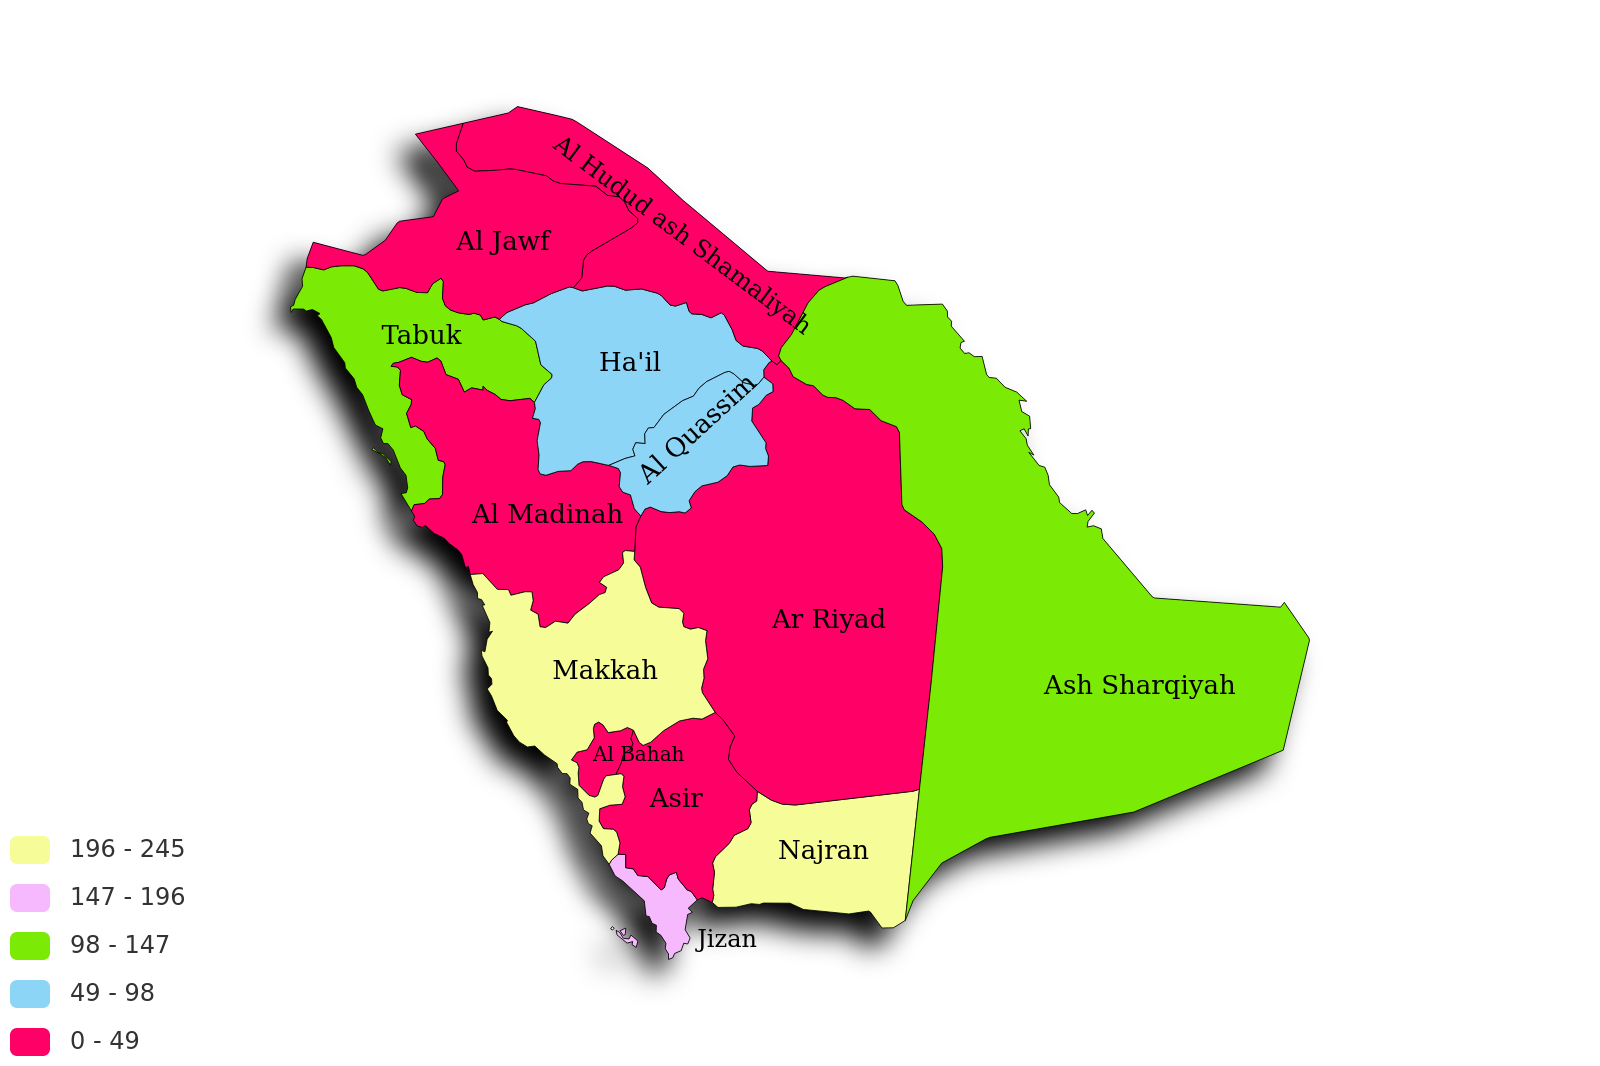 Al Hudud ash Shamaliyah
Al Jawf
Tabuk
Ha'il
Al Quassim
Al Madinah
Ar Riyad
Makkah
Ash Sharqiyah
Al Bahah
Asir
Najran
Jizan
196 - 245
147 - 196
98 - 147
49 - 98
0 - 49